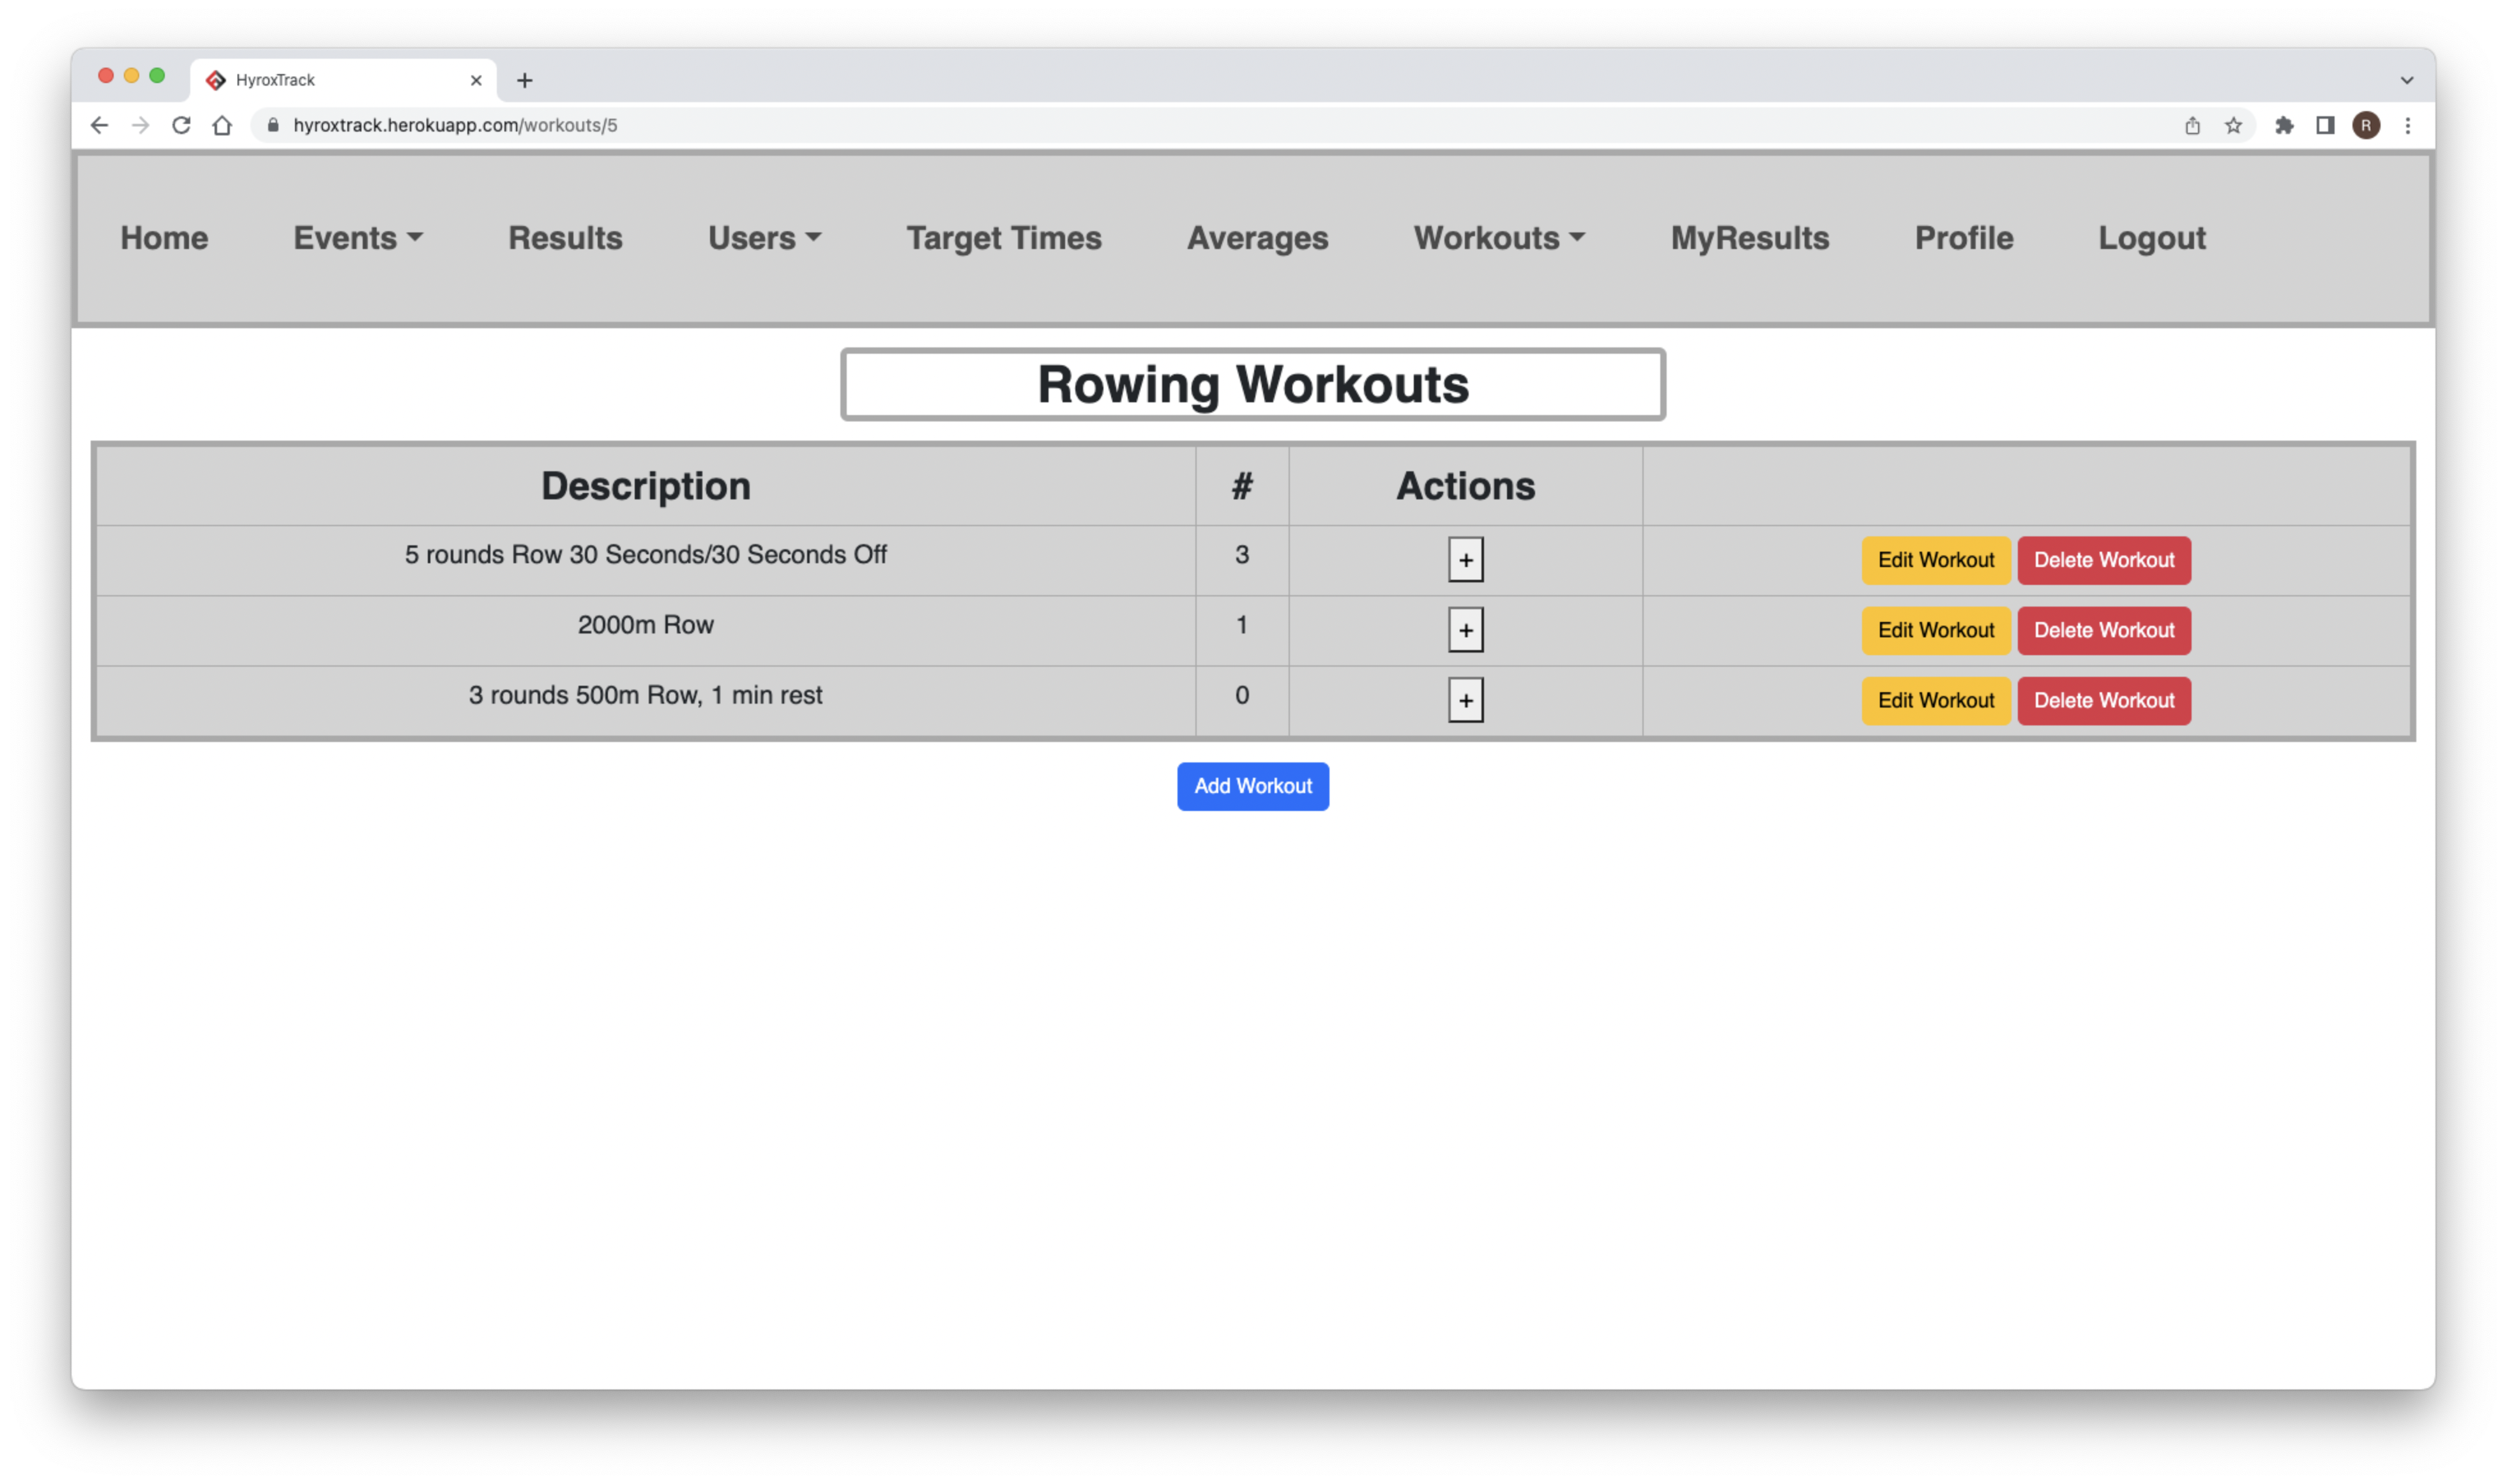 HyroxTrack
hyroxtrack.herokuapp.com/workouts/5
R
Home Events Results Users Target Times Averages Workouts MyResults Profile Logout
Rowing Workouts
Description # Actions
5 rounds Row 30 Seconds/30 Seconds Off 3 + Edit Workout Delete Workout
2000m Row 1 + Edit Workout Delete Workout
3 rounds 500m Row, 1 min rest 0 + Edit Workout Delete Workout
Add Workout